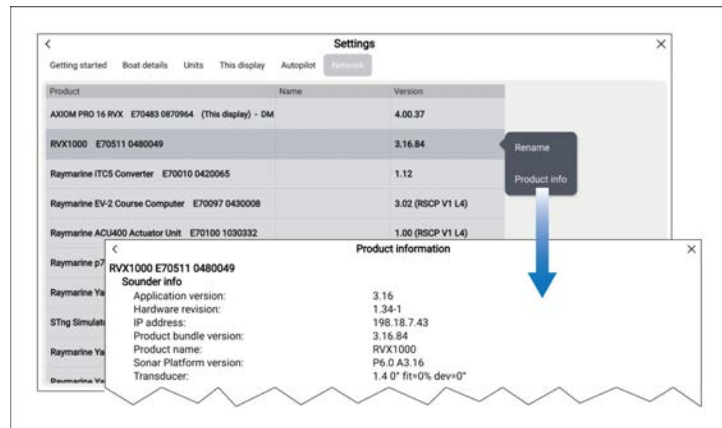 Settings
Getting started Boat details Units This display Autopilot Network
Product Name Version
AXIOM PRO 16 RVX E70483 0870964 (This display) - DM 4.00.37
RVX1000 E70511 0480049 3.16.84
Rename
Product info
Raymarine iTC5 Converter E70010 0420065 1.12
Raymarine EV-2 Course Computer E70097 0430008 3.02 (RSCP V1 L4)
Raymarine ACU400 Actuator Unit E70100 1030332 1.00 (RSCP V1 L4)
Raymarine p7
Raymarine Ya
STng Simulat
Raymarine Ya
Raymarine Ya
Product information
RVX1000 E70511 0480049
Sounder info
Application version: 3.16
Hardware revision: 1.34-1
IP address: 198.18.7.43
Product bundle version: 3.16.84
Product name: RVX1000
Sonar Platform version: P6.0 A3.16
Transducer: 1.4 0° fit=0% dev=0°